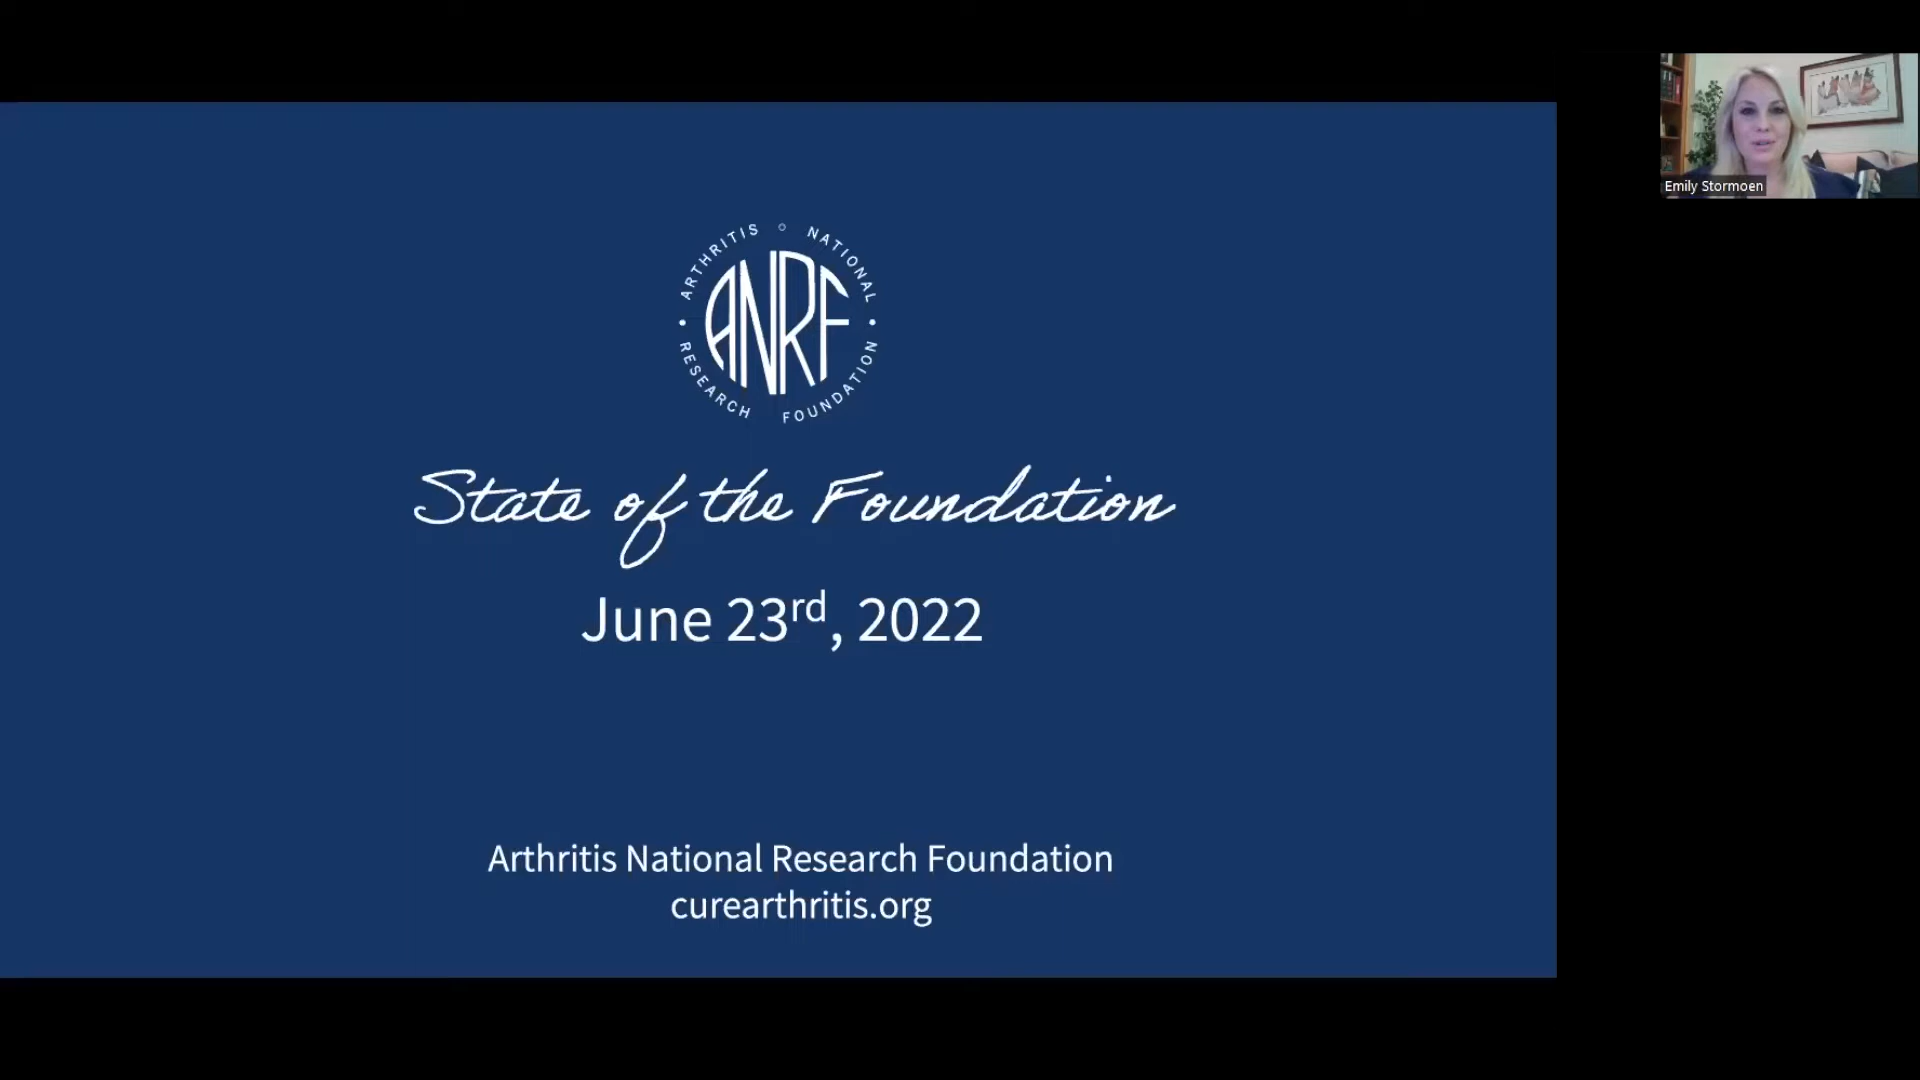 ARTHRITIS NATIONAL
RESEARCH FOUNDATION
ANRF
State of the Foundation
June 23rd, 2022
Arthritis National Research Foundation
curearthritis.org
Emily Stormoen